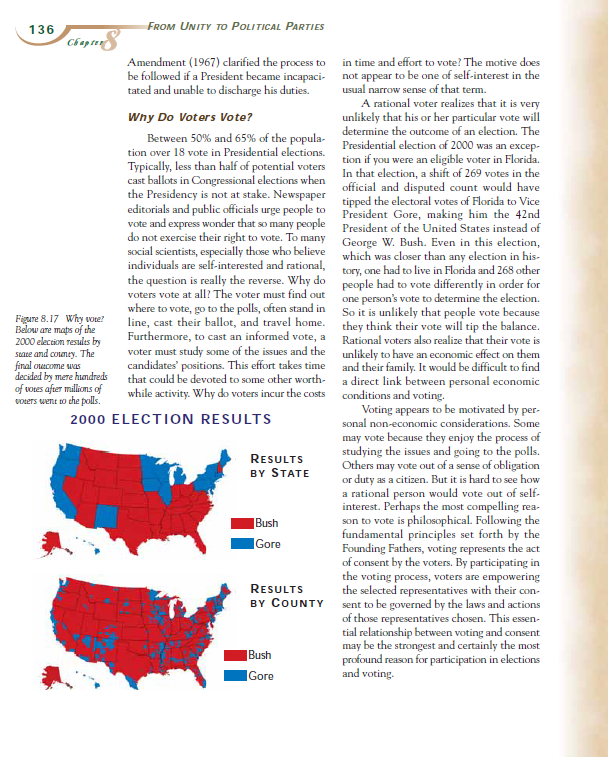 136
Chapter 8
FROM UNITY TO POLITICAL PARTIES
Amendment (1967) clarified the process to
be followed if a President became incapaci-
tated and unable to discharge his duties.
Why Do Voters Vote?
Between 50% and 65% of the popula-
tion over 18 vote in Presidential elections.
Typically, less than half of potential voters
cast ballots in Congressional elections when
the Presidency is not at stake. Newspaper
editorials and public officials urge people to
vote and express wonder that so many people
do not exercise their right to vote. To many
social scientists, especially those who believe
individuals are self-interested and rational,
the question is really the reverse. Why do
voters vote at all? The voter must find out
where to vote, go to the polls, often stand in
line, cast their ballot, and travel home.
Furthermore, to cast an informed vote, a
voter must study some of the issues and the
candidates' positions. This effort takes time
that could be devoted to some other worth-
while activity. Why do voters incur the costs
in time and effort to vote? The motive does
not appear to be one of self-interest in the
usual narrow sense of that term.
A rational voter realizes that it is very
unlikely that his or her particular vote will
determine the outcome of an election. The
Presidential election of 2000 was an excep-
tion if you were an eligible voter in Florida.
In that election, a shift of 269 votes in the
official and disputed count would have
tipped the electoral votes of Florida to Vice
President Gore, making him the 42nd
President of the United States instead of
George W. Bush. Even in this election,
which was closer than any election in his-
tory, one had to live in Florida and 268 other
people had to vote differently in order for
one person's vote to determine the election.
So it is unlikely that people vote because
they think their vote will tip the balance.
Rational voters also realize that their vote is
unlikely to have an economic effect on them
and their family. It would be difficult to find
a direct link between personal economic
conditions and voting.
Voting appears to be motivated by per-
sonal non-economic considerations. Some
may vote because they enjoy the process of
studying the issues and going to the polls.
Others may vote out of a sense of obligation
or duty as a citizen. But it is hard to see how
a rational person would vote out of self-
interest. Perhaps the most compelling rea-
son to vote is philosophical. Following the
fundamental principles set forth by the
Founding Fathers, voting represents the act
of consent by the voters. By participating in
the voting process, voters are empowering
the selected representatives with their con-
sent to be governed by the laws and actions
of those representatives chosen. This essen-
tial relationship between voting and consent
may be the strongest and certainly the most
profound reason for participation in elections
and voting.
Figure 8.17 Why vote?
Below are maps of the
2000 election results by
state and county. The
final outcome was
decided by mere hundreds
of votes after millions of
voters went to the polls.
2000 ELECTION RESULTS
RESULTS
BY STATE
Bush
Gore
RESULTS
BY COUNTY
Bush
Gore